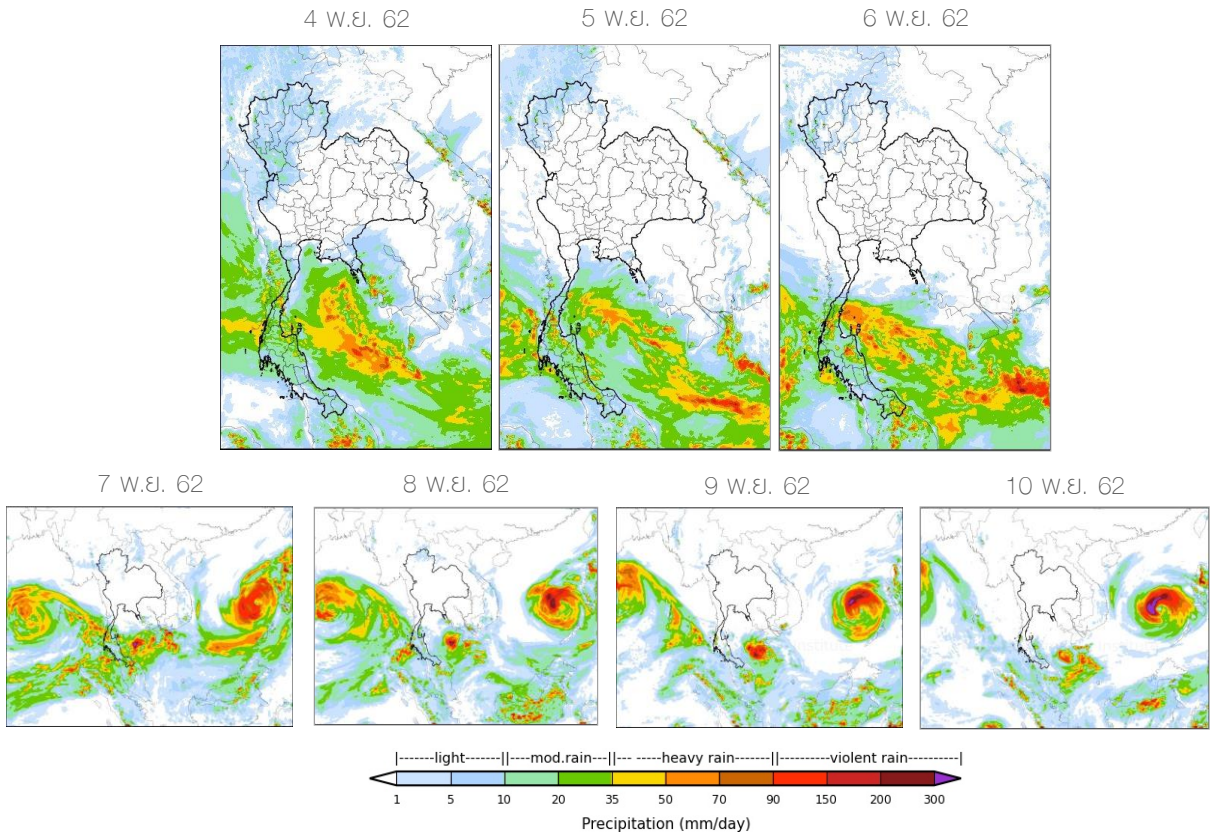 4 พ.ย. 62
5 พ.ย. 62
6 พ.ย. 62
7 พ.ย. 62
8 พ.ย. 62
9 พ.ย. 62
10 พ.ย. 62
|------light------||---mod.rain---||-- -----heavy rain------||-------violent rain-------|
1 5 10 20 35 50 70 90 150 200 300
Precipitation (mm/day)